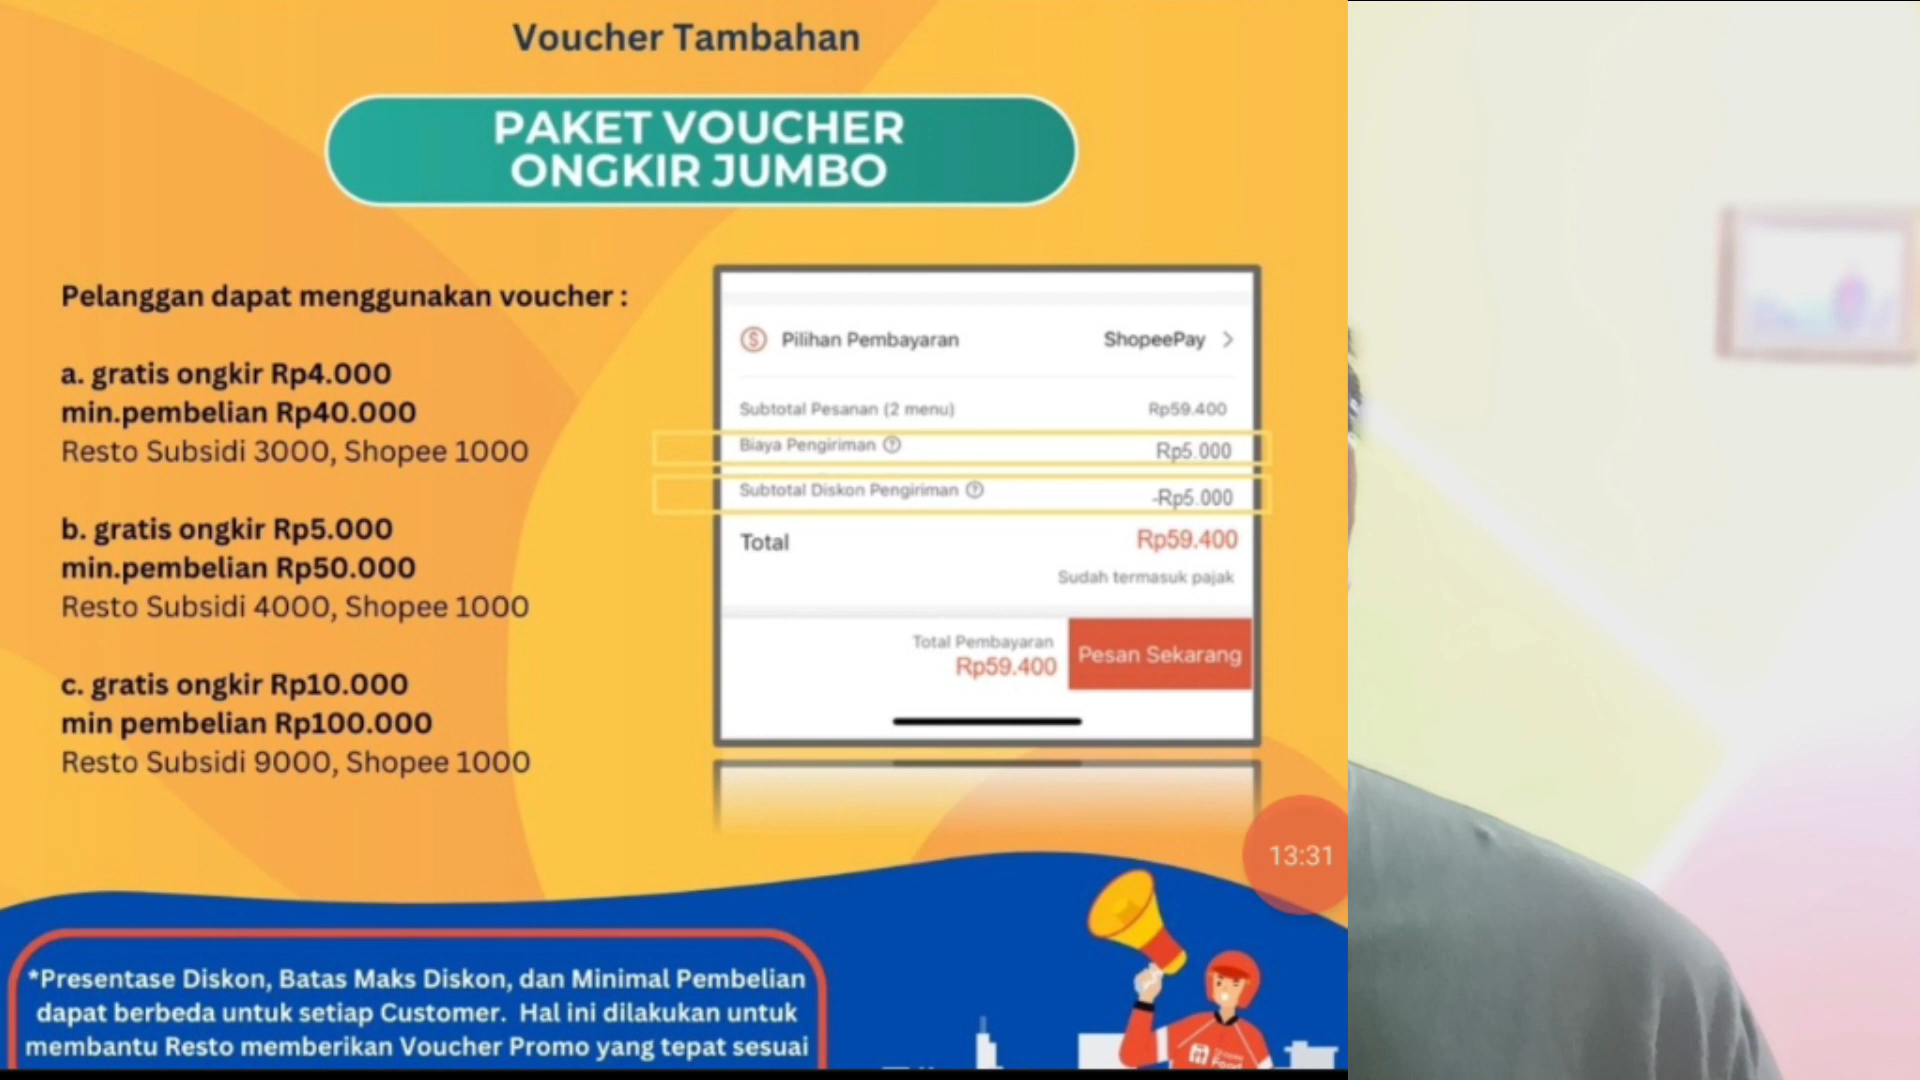 Voucher Tambahan
PAKET VOUCHER
ONGKIR JUMBO
Pelanggan dapat menggunakan voucher :
a. gratis ongkir Rp4.000
min.pembelian Rp40.000
Resto Subsidi 3000, Shopee 1000
b. gratis ongkir Rp5.000
min.pembelian Rp50.000
Resto Subsidi 4000, Shopee 1000
c. gratis ongkir Rp10.000
min pembelian Rp100.000
Resto Subsidi 9000, Shopee 1000
Pilihan Pembayaran ShopeePay
Subtotal Pesanan (2 menu) Rp59.400
Biaya Pengiriman Rp5.000
Subtotal Diskon Pengiriman -Rp5.000
Total Rp59.400
Sudah termasuk pajak
Total Pembayaran
Rp59.400
Pesan Sekarang
13:31
*Presentase Diskon, Batas Maks Diskon, dan Minimal Pembelian
dapat berbeda untuk setiap Customer. Hal ini dilakukan untuk
membantu Resto memberikan Voucher Promo yang tepat sesuai
Food